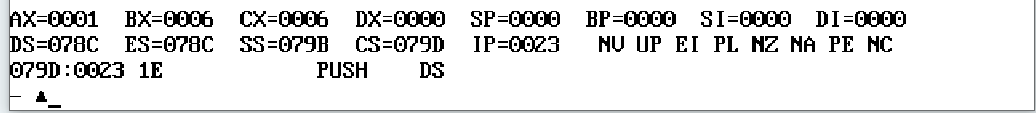 AX=0001 BX=0006 CX=0006 DX=0000 SP=0000 BP=0000 SI=0000 DI=0000
DS=078C ES=078C SS=079B CS=079D IP=0023 NV UP EI PL NZ NA PE NC
079D:0023 1E PUSH DS
- ▲_